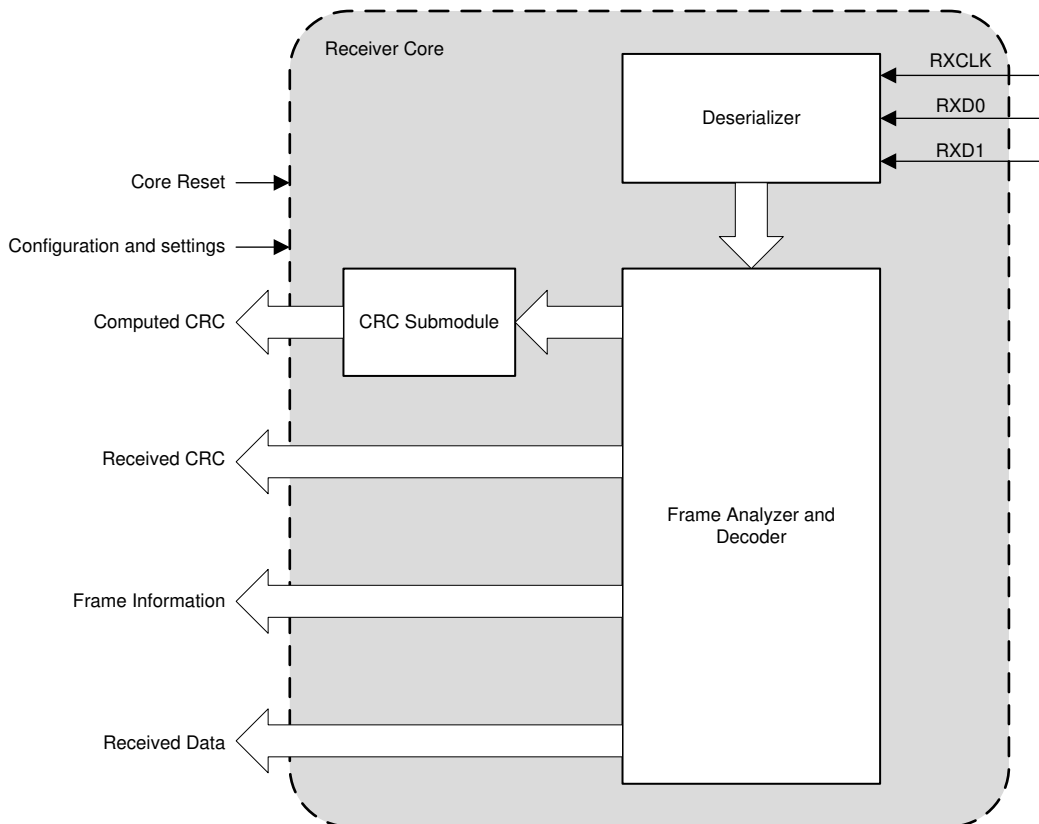 Receiver Core
RXCLK
RXD0
RXD1
Deserializer
Core Reset
Configuration and settings
Computed CRC
CRC Submodule
Received CRC
Frame Analyzer and
Decoder
Frame Information
Received Data